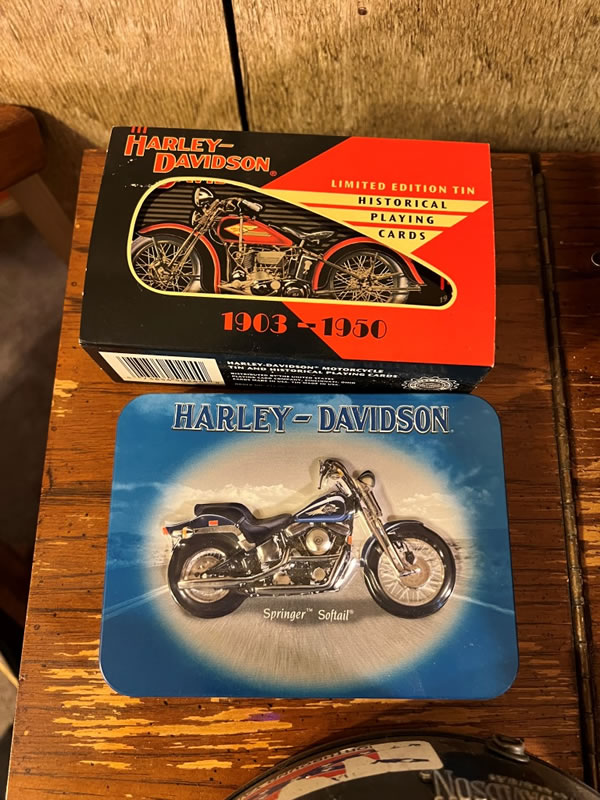 HARLEY-
DAVIDSON®
LIMITED EDITION TIN
HISTORICAL
PLAYING
CARDS
1903-1950
HARLEY-DAVIDSON® MOTORCYCLE
TIN AND HISTORICAL PLAYING CARDS
HARLEY-DAVIDSON®
Springer™ Softail®